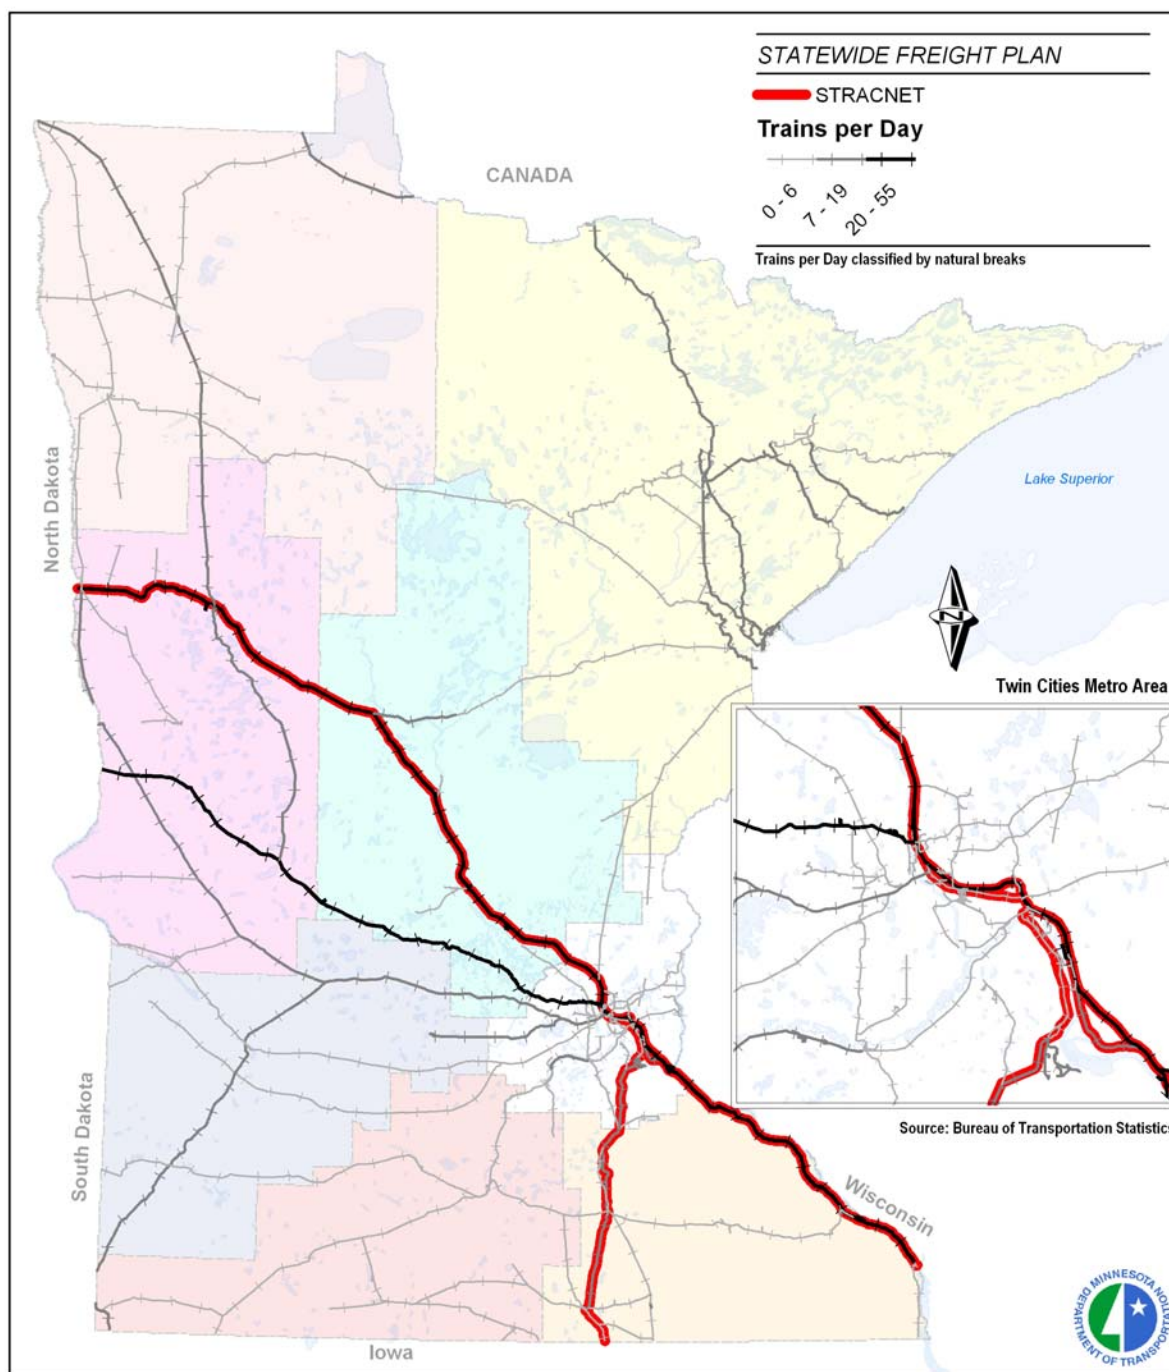 STATEWIDE FREIGHT PLAN
STRACNET
Trains per Day
0 - 6
7 - 19
20 - 55
Trains per Day classified by natural breaks
CANADA
North Dakota
Lake Superior
N
Twin Cities Metro Area
South Dakota
Source: Bureau of Transportation Statistics
Wisconsin
Iowa
MINNESOTA
DEPARTMENT OF TRANSPORTATION